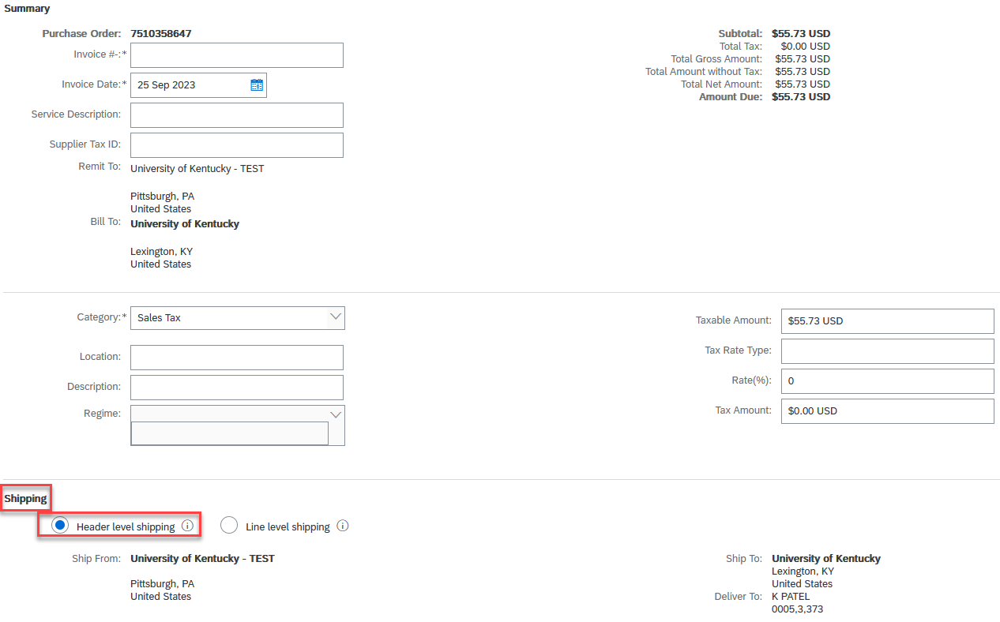 Summary
Purchase Order: 7510358647
Invoice #-:*
Invoice Date:* 25 Sep 2023
Service Description:
Supplier Tax ID:
Remit To: University of Kentucky - TEST
Pittsburgh, PA
United States
Bill To: University of Kentucky
Lexington, KY
United States
Subtotal: $55.73 USD
Total Tax: $0.00 USD
Total Gross Amount: $55.73 USD
Total Amount without Tax: $55.73 USD
Total Net Amount: $55.73 USD
Amount Due: $55.73 USD
Category:* Sales Tax
Location:
Description:
Regime:
Taxable Amount: $55.73 USD
Tax Rate Type:
Rate(%): 0
Tax Amount: $0.00 USD
Shipping
Header level shipping Line level shipping
Ship From: University of Kentucky - TEST
Pittsburgh, PA
United States
Ship To: University of Kentucky
Lexington, KY
United States
Deliver To: K PATEL
0005,3,373